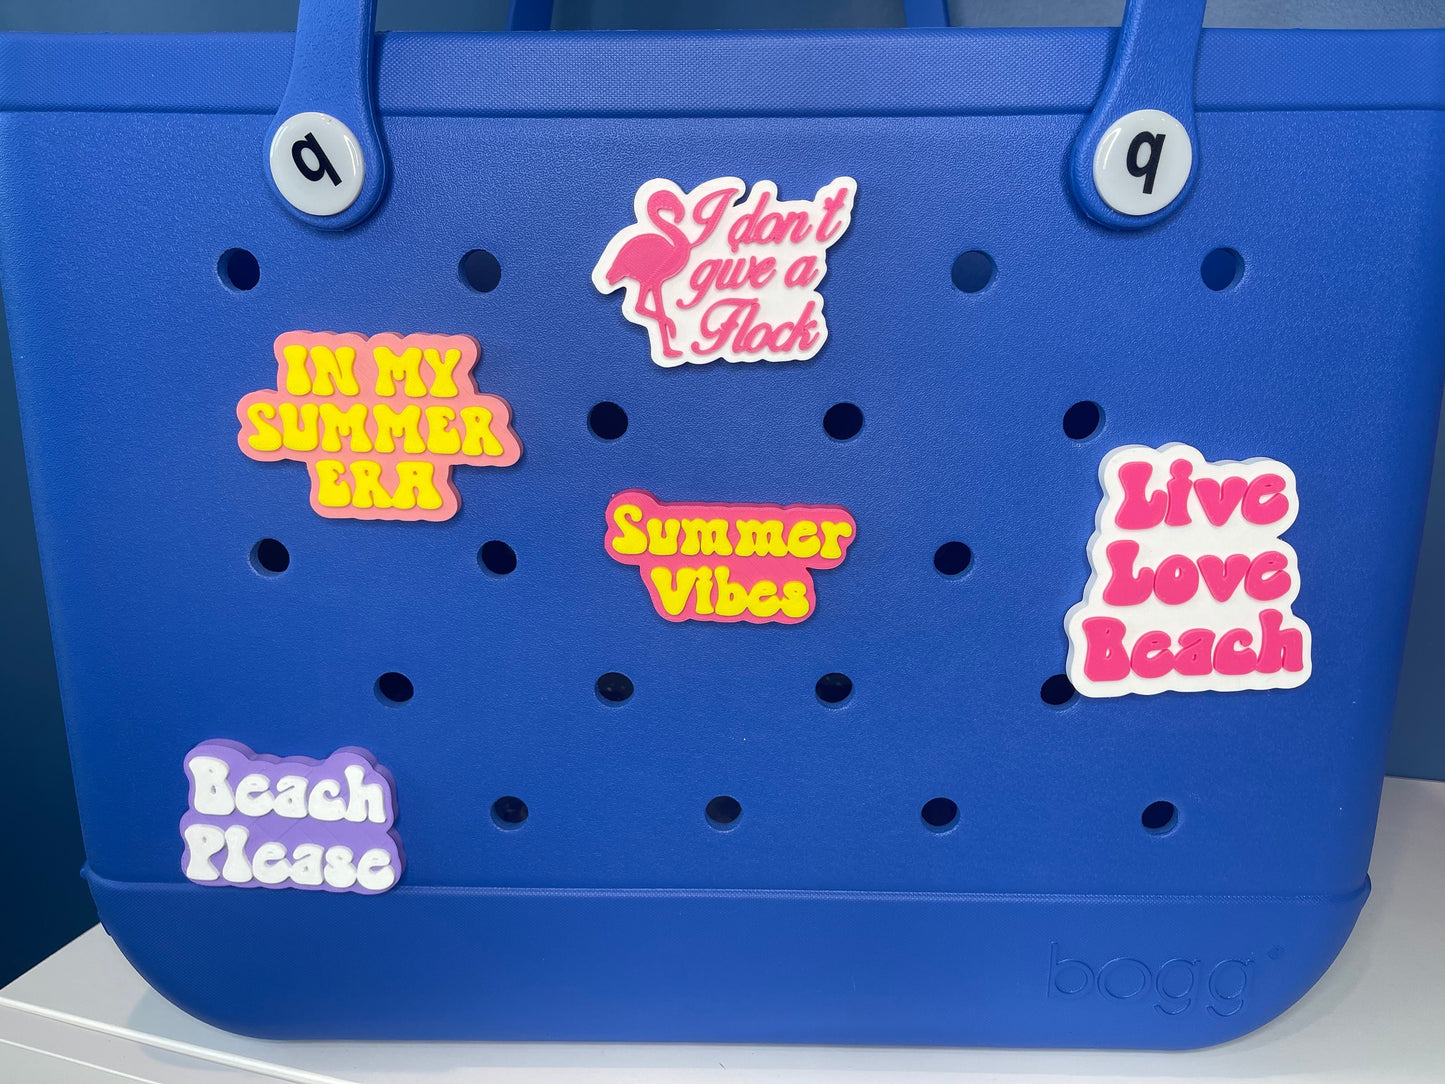 q
q
I don't
give a
Flock
IN MY
SUMMER
ERA
Summer
Vibes
Live
Love
Beach
Beach
Please
bogg